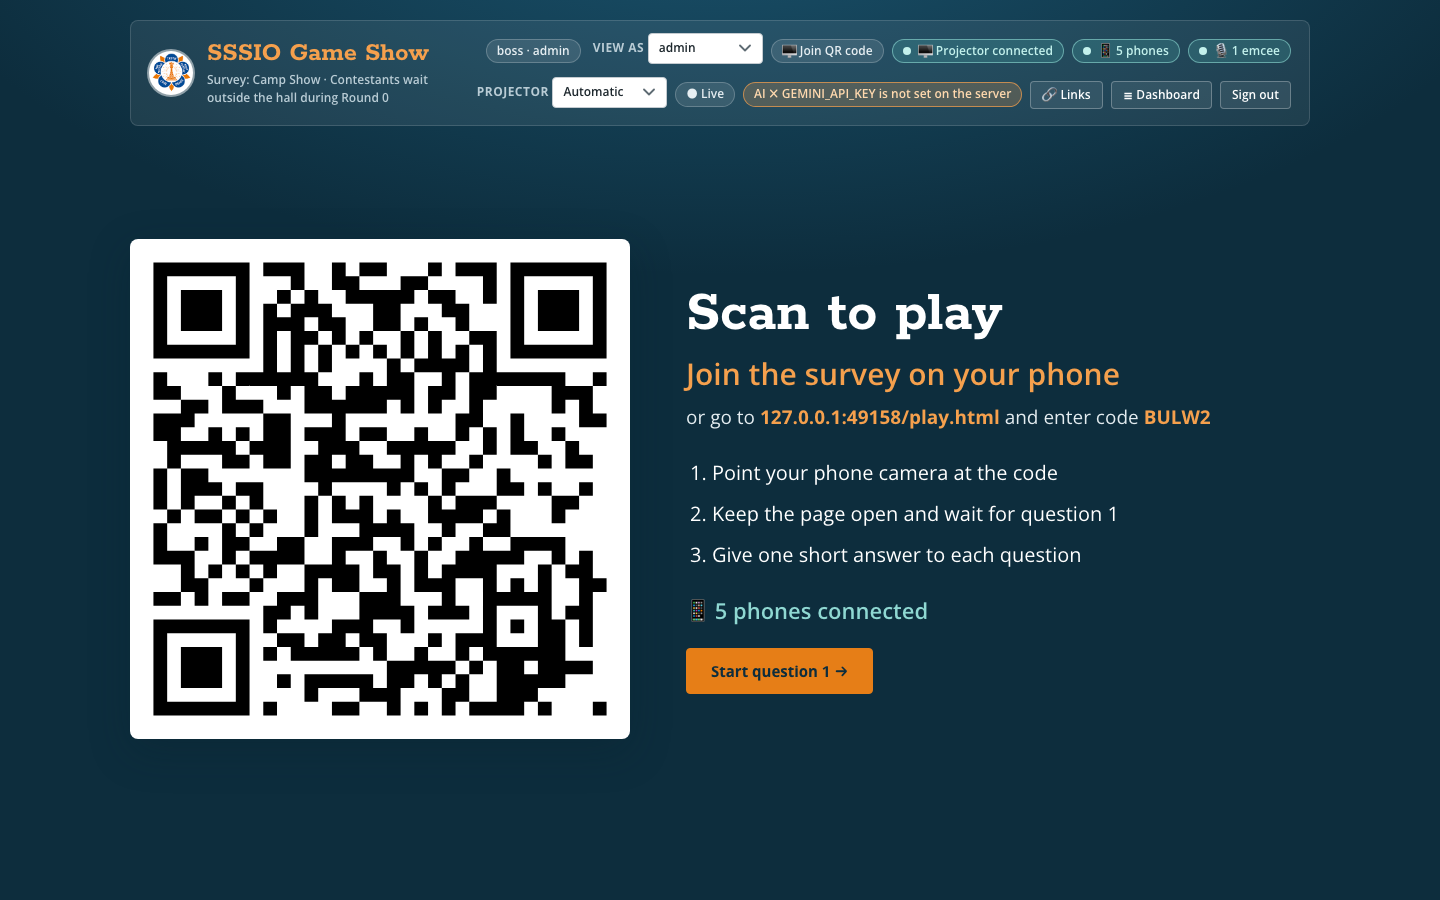 SSSIO Game Show
Survey: Camp Show · Contestants wait
outside the hall during Round 0
boss · admin
VIEW AS
admin
Join QR code
Projector connected
5 phones
1 emcee
PROJECTOR
Automatic
Live
AI ✕ GEMINI_API_KEY is not set on the server
Links
≡ Dashboard
Sign out
Scan to play
Join the survey on your phone
or go to 127.0.0.1:49158/play.html and enter code BULW2
1. Point your phone camera at the code
2. Keep the page open and wait for question 1
3. Give one short answer to each question
5 phones connected
Start question 1 →